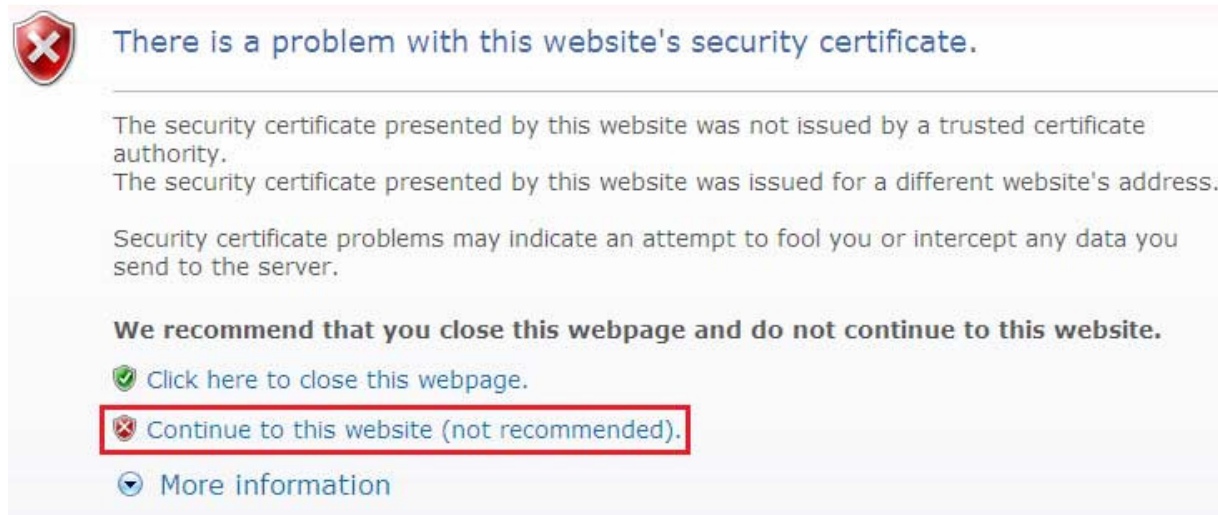 There is a problem with this website's security certificate.
The security certificate presented by this website was not issued by a trusted certificate
authority.
The security certificate presented by this website was issued for a different website's address.
Security certificate problems may indicate an attempt to fool you or intercept any data you
send to the server.
We recommend that you close this webpage and do not continue to this website.
Click here to close this webpage.
Continue to this website (not recommended).
More information